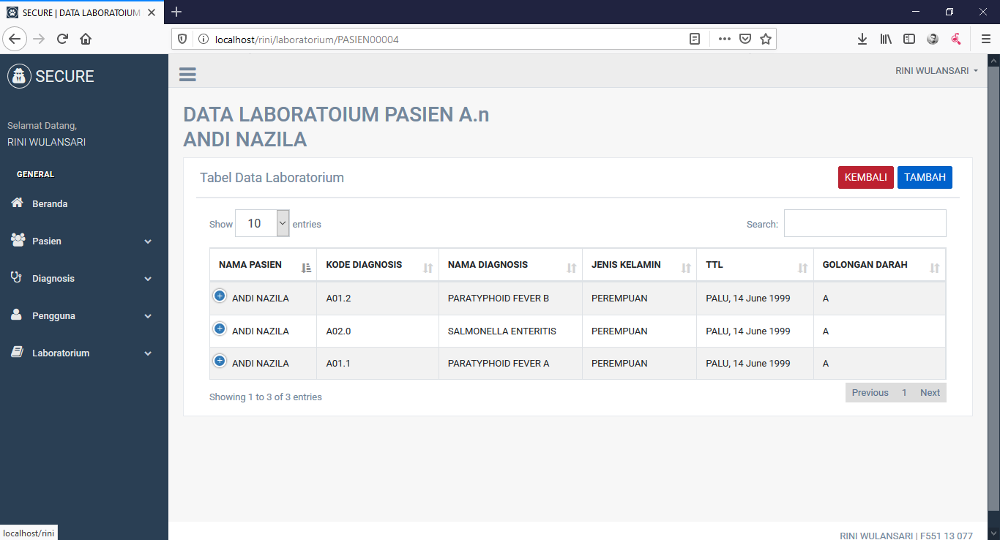 SECURE | DATA LABORATOIUM
localhost/rini/laboratorium/PASIEN00004
SECURE
RINI WULANSARI
Selamat Datang,
RINI WULANSARI
GENERAL
Beranda
Pasien
Diagnosis
Pengguna
Laboratorium
DATA LABORATOIUM PASIEN A.n
ANDI NAZILA
Tabel Data Laboratorium
KEMBALI TAMBAH
Show 10 entries Search:
NAMA PASIEN KODE DIAGNOSIS NAMA DIAGNOSIS JENIS KELAMIN TTL GOLONGAN DARAH
ANDI NAZILA A01.2 PARATYPHOID FEVER B PEREMPUAN PALU, 14 June 1999 A
ANDI NAZILA A02.0 SALMONELLA ENTERITIS PEREMPUAN PALU, 14 June 1999 A
ANDI NAZILA A01.1 PARATYPHOID FEVER A PEREMPUAN PALU, 14 June 1999 A
Showing 1 to 3 of 3 entries Previous 1 Next
localhost/rini
RINI WULANSARI | F551 13 077